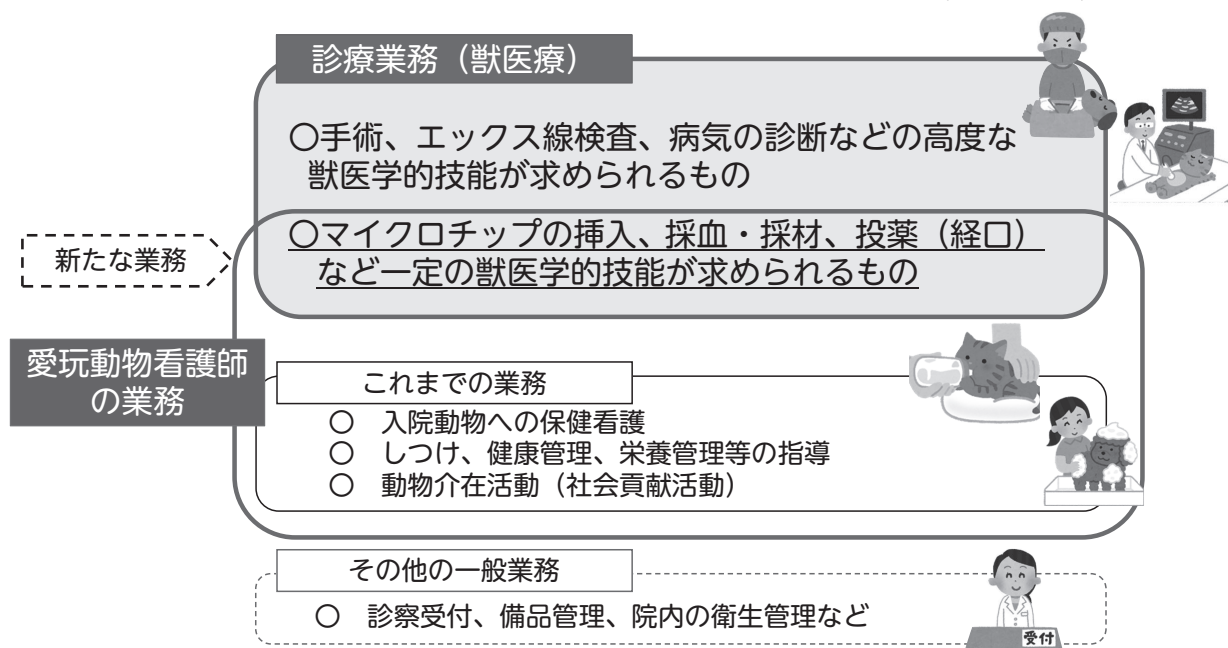 診療業務（獣医療）
〇手術、エックス線検査、病気の診断などの高度な
獣医学的技能が求められるもの
新たな業務
〇マイクロチップの挿入、採血・採材、投薬（経口）
など一定の獣医学的技能が求められるもの
愛玩動物看護師
の業務
これまでの業務
〇　入院動物への保健看護
〇　しつけ、健康管理、栄養管理等の指導
〇　動物介在活動（社会貢献活動）
その他の一般業務
〇　診察受付、備品管理、院内の衛生管理など
受付